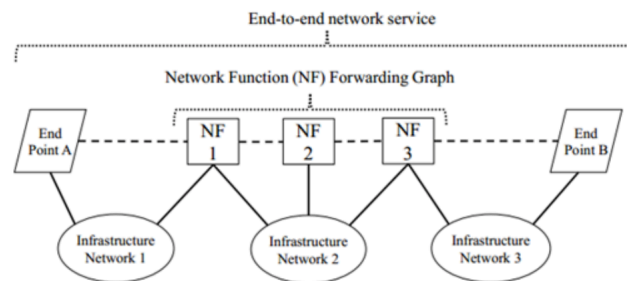 End-to-end network service
Network Function (NF) Forwarding Graph
End
Point A
NF
1
NF
2
NF
3
End
Point B
Infrastructure
Network 1
Infrastructure
Network 2
Infrastructure
Network 3